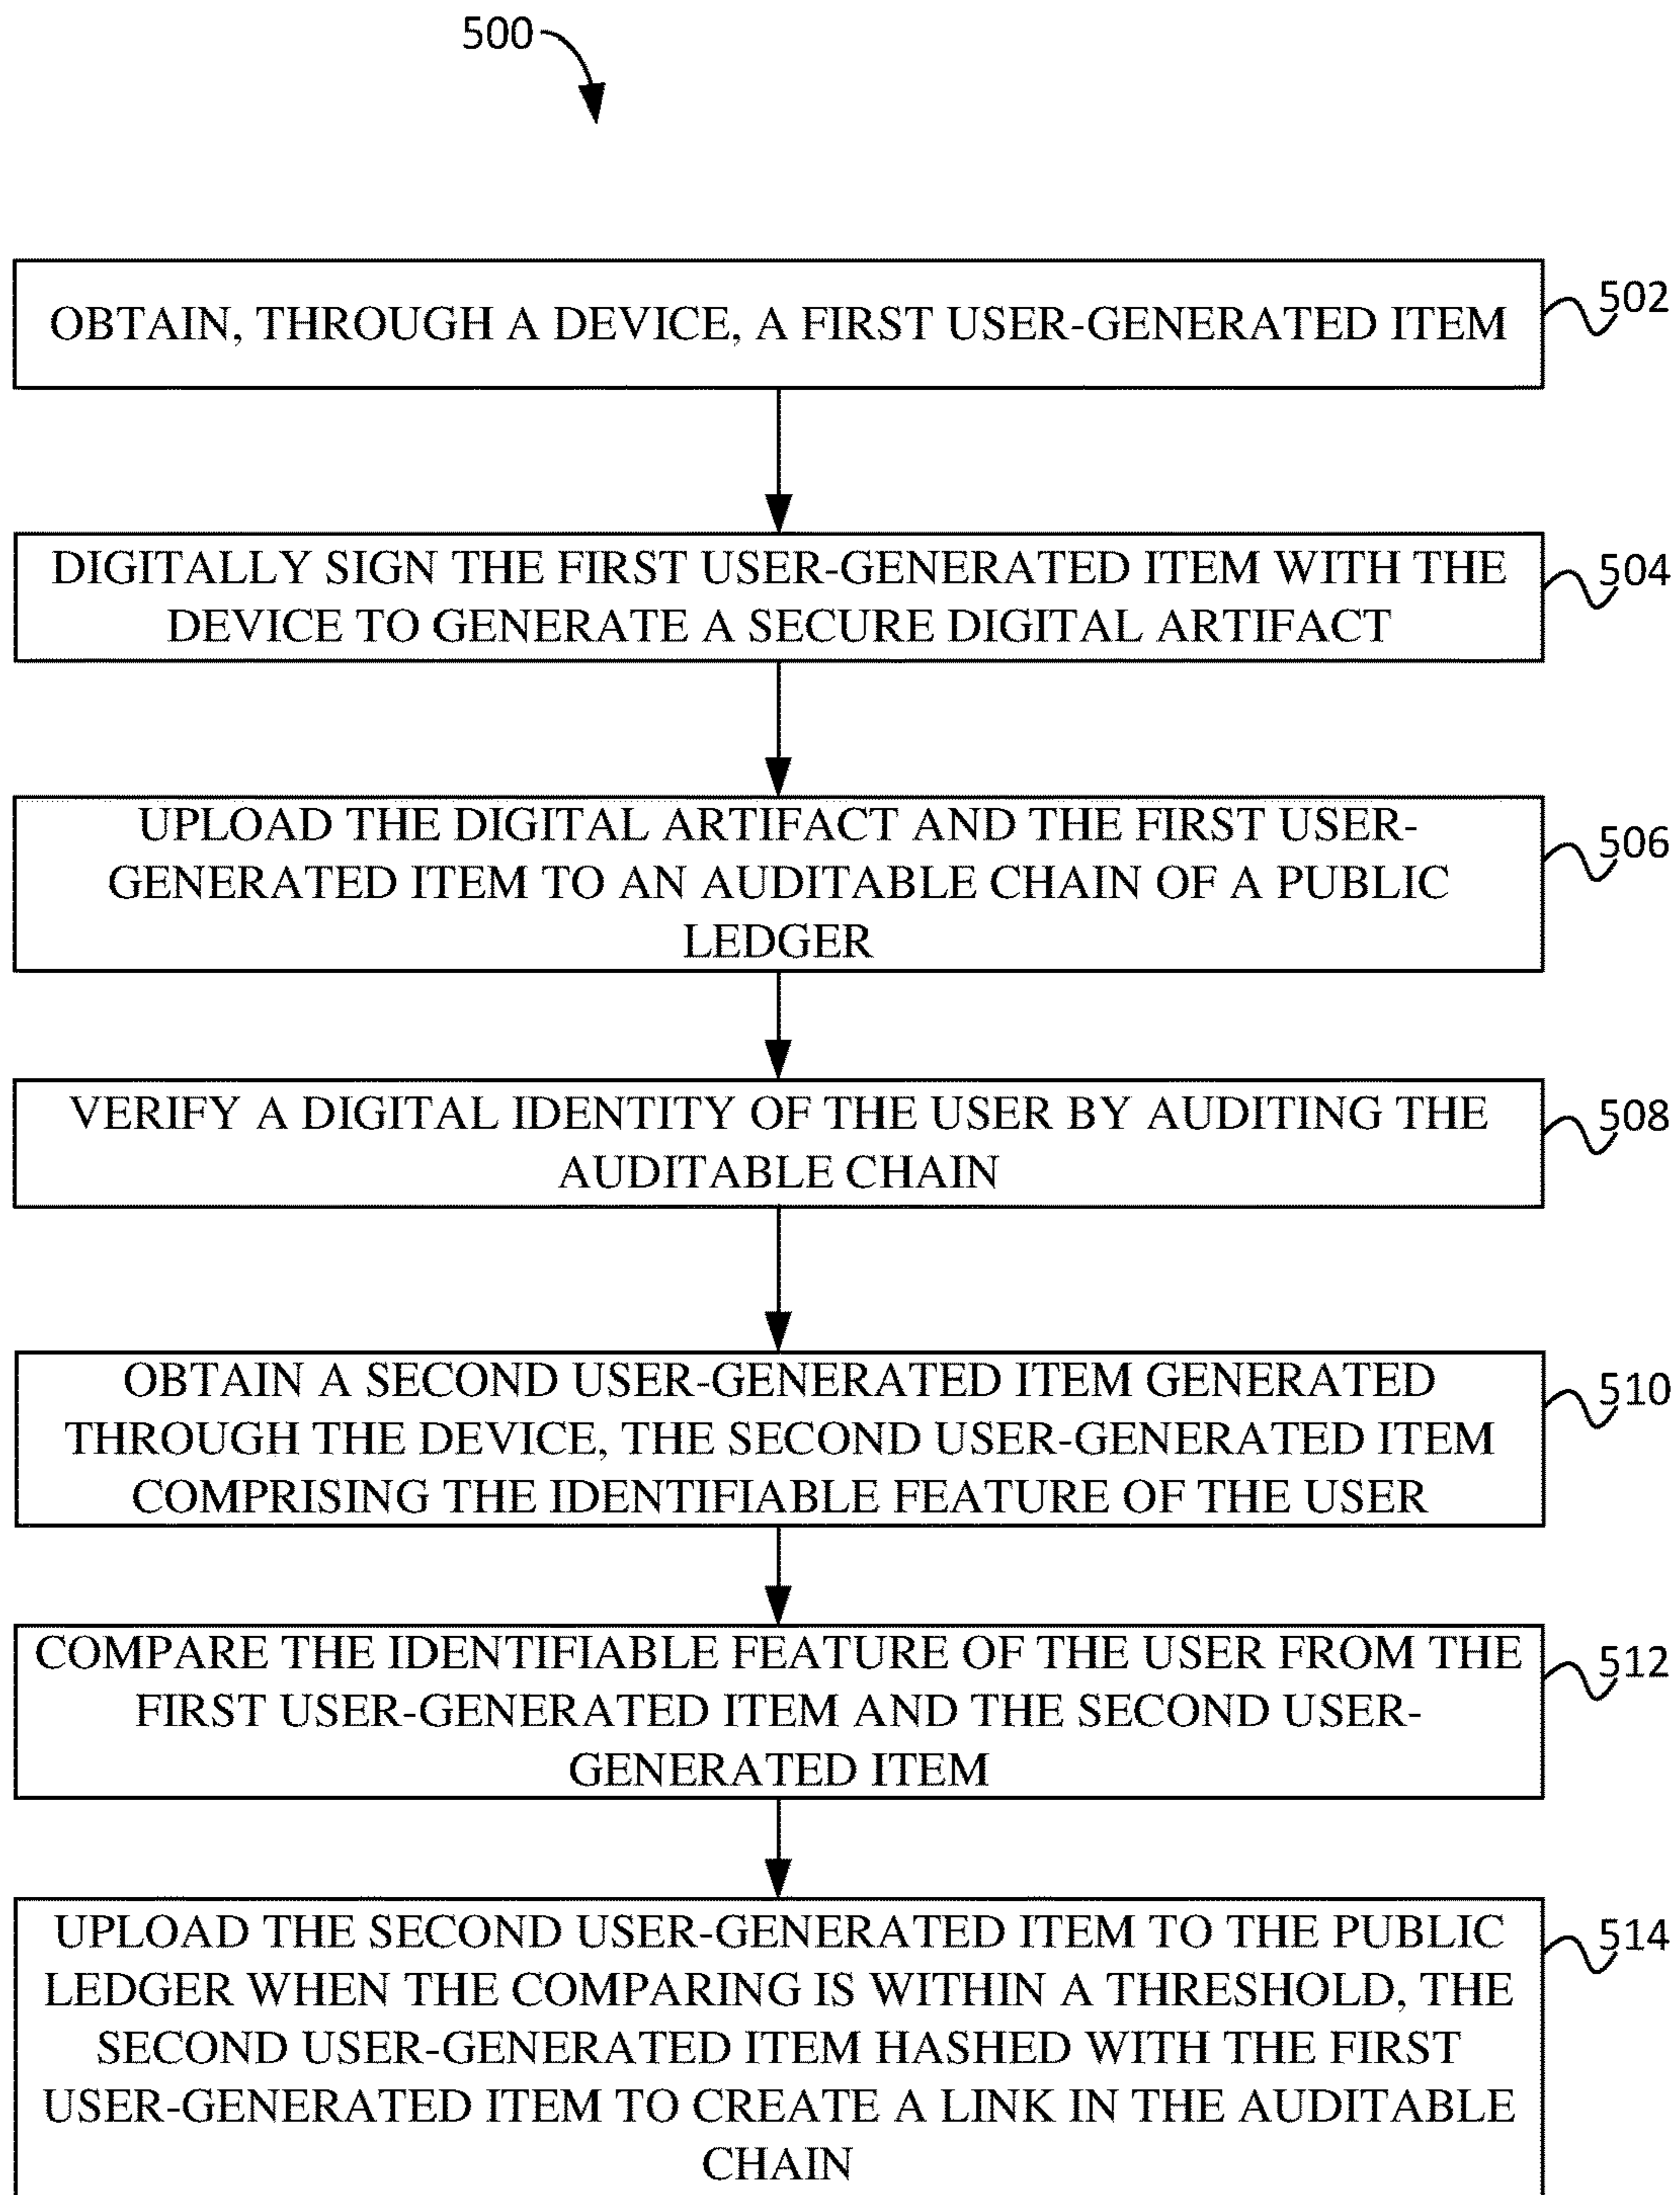 500
OBTAIN, THROUGH A DEVICE, A FIRST USER-GENERATED ITEM
502
DIGITALLY SIGN THE FIRST USER-GENERATED ITEM WITH THE
DEVICE TO GENERATE A SECURE DIGITAL ARTIFACT
504
UPLOAD THE DIGITAL ARTIFACT AND THE FIRST USER-
GENERATED ITEM TO AN AUDITABLE CHAIN OF A PUBLIC
LEDGER
506
VERIFY A DIGITAL IDENTITY OF THE USER BY AUDITING THE
AUDITABLE CHAIN
508
OBTAIN A SECOND USER-GENERATED ITEM GENERATED
THROUGH THE DEVICE, THE SECOND USER-GENERATED ITEM
COMPRISING THE IDENTIFIABLE FEATURE OF THE USER
510
COMPARE THE IDENTIFIABLE FEATURE OF THE USER FROM THE
FIRST USER-GENERATED ITEM AND THE SECOND USER-
GENERATED ITEM
512
UPLOAD THE SECOND USER-GENERATED ITEM TO THE PUBLIC
LEDGER WHEN THE COMPARING IS WITHIN A THRESHOLD, THE
SECOND USER-GENERATED ITEM HASHED WITH THE FIRST
USER-GENERATED ITEM TO CREATE A LINK IN THE AUDITABLE
CHAIN
514